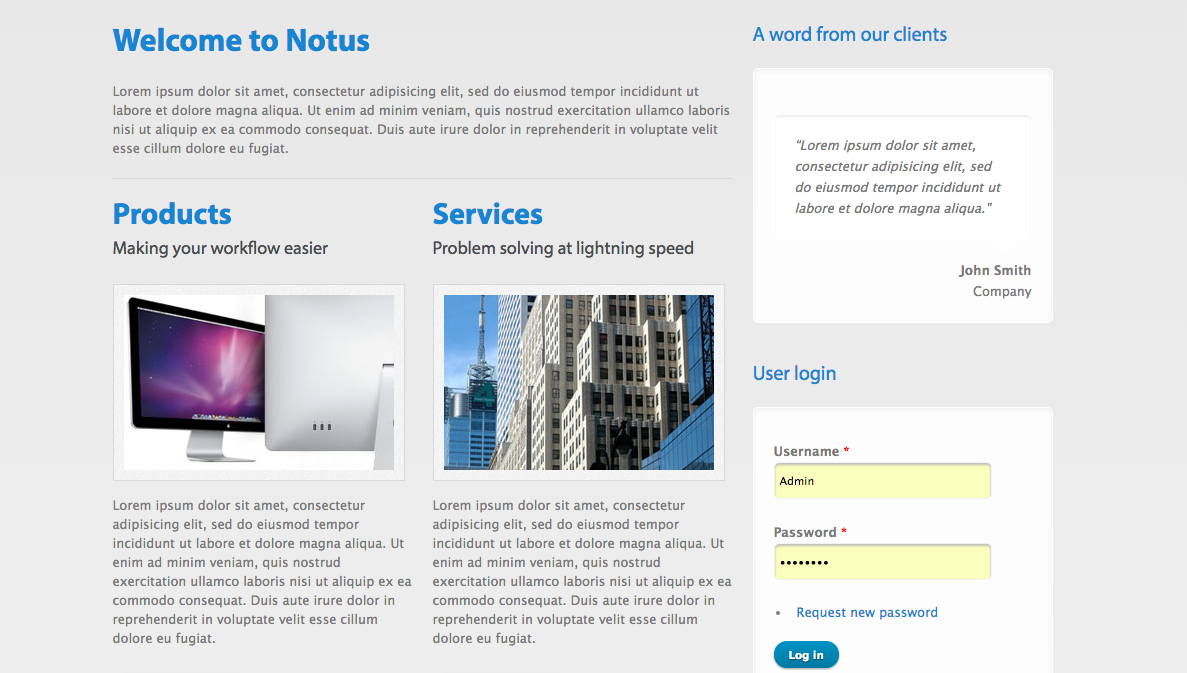 Welcome to Notus
Lorem ipsum dolor sit amet, consectetur adipisicing elit, sed do eiusmod tempor incididunt ut
labore et dolore magna aliqua. Ut enim ad minim veniam, quis nostrud exercitation ullamco laboris
nisi ut aliquip ex ea commodo consequat. Duis aute irure dolor in reprehenderit in voluptate velit
esse cillum dolore eu fugiat.
Products
Making your workflow easier
Lorem ipsum dolor sit amet, consectetur
adipisicing elit, sed do eiusmod tempor
incididunt ut labore et dolore magna aliqua. Ut
enim ad minim veniam, quis nostrud
exercitation ullamco laboris nisi ut aliquip ex ea
commodo consequat. Duis aute irure dolor in
reprehenderit in voluptate velit esse cillum
dolore eu fugiat.
Services
Problem solving at lightning speed
Lorem ipsum dolor sit amet, consectetur
adipisicing elit, sed do eiusmod tempor
incididunt ut labore et dolore magna aliqua. Ut
enim ad minim veniam, quis nostrud
exercitation ullamco laboris nisi ut aliquip ex ea
commodo consequat. Duis aute irure dolor in
reprehenderit in voluptate velit esse cillum
dolore eu fugiat.
A word from our clients
“Lorem ipsum dolor sit amet,
consectetur adipisicing elit, sed
do eiusmod tempor incididunt ut
labore et dolore magna aliqua.”
John Smith
Company
User login
Username *
Admin
Password *
••••••••
• Request new password
Log in